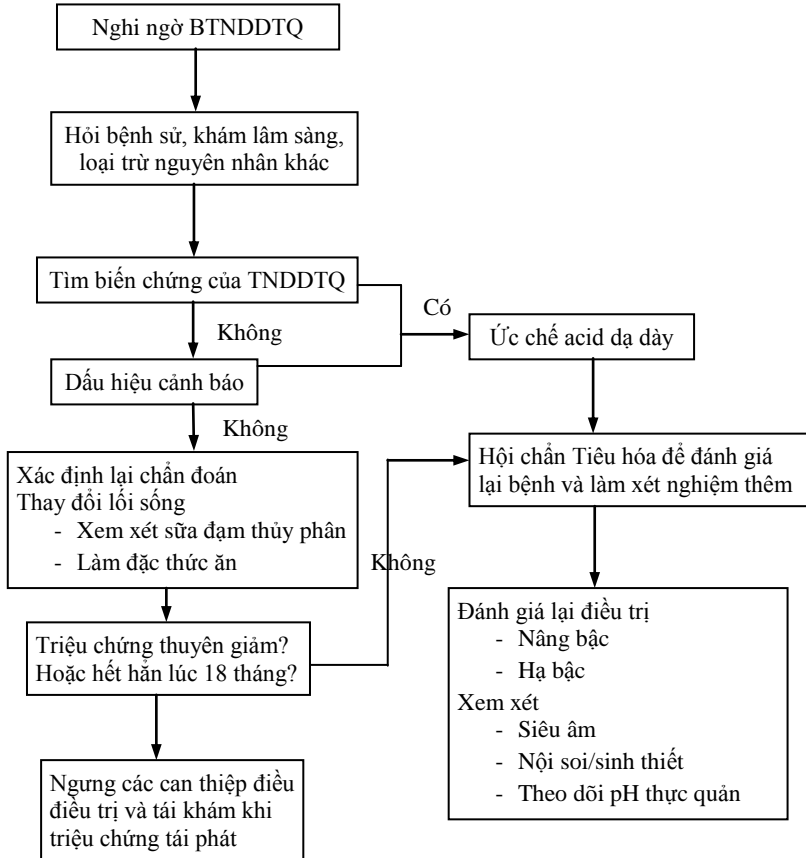 Nghi ngờ BTNDDTQ
Hỏi bệnh sử, khám lâm sàng,
loại trừ nguyên nhân khác
Tìm biến chứng của TNDDTQ
Có
Không
Ức chế acid dạ dày
Dấu hiệu cảnh báo
Không
Hội chẩn Tiêu hóa để đánh giá
lại bệnh và làm xét nghiệm thêm
Xác định lại chẩn đoán
Thay đổi lối sống
- Xem xét sữa đạm thủy phân
- Làm đặc thức ăn
Không
Triệu chứng thuyên giảm?
Hoặc hết hẳn lúc 18 tháng?
Đánh giá lại điều trị
- Nâng bậc
- Hạ bậc
Xem xét
- Siêu âm
- Nội soi/sinh thiết
- Theo dõi pH thực quản
Ngưng các can thiệp điều
điều trị và tái khám khi
triệu chứng tái phát